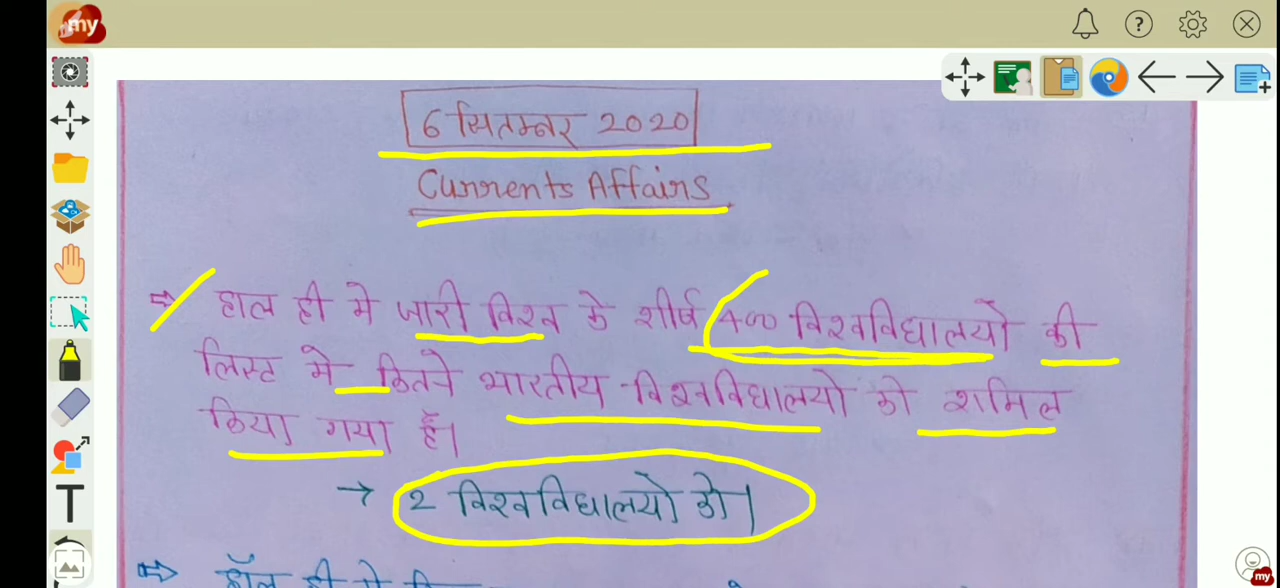 my
6 सितम्बर 2020
Currents Affairs
⇒ हाल ही मे जारी विश्व के शीर्ष 400 विश्वविद्यालयो की
लिस्ट मे कितने भारतीय विश्वविद्यालयो को शामिल
किया गया हैं।
→ 2 विश्वविद्यालयो को।
⇒ हॉल ही मे
T
my